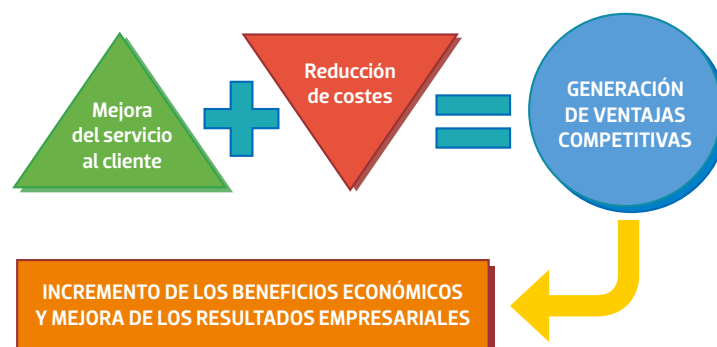 Mejora
del servicio
al cliente
Reducción
de costes
GENERACIÓN
DE VENTAJAS
COMPETITIVAS
INCREMENTO DE LOS BENEFICIOS ECONÓMICOS
Y MEJORA DE LOS RESULTADOS EMPRESARIALES